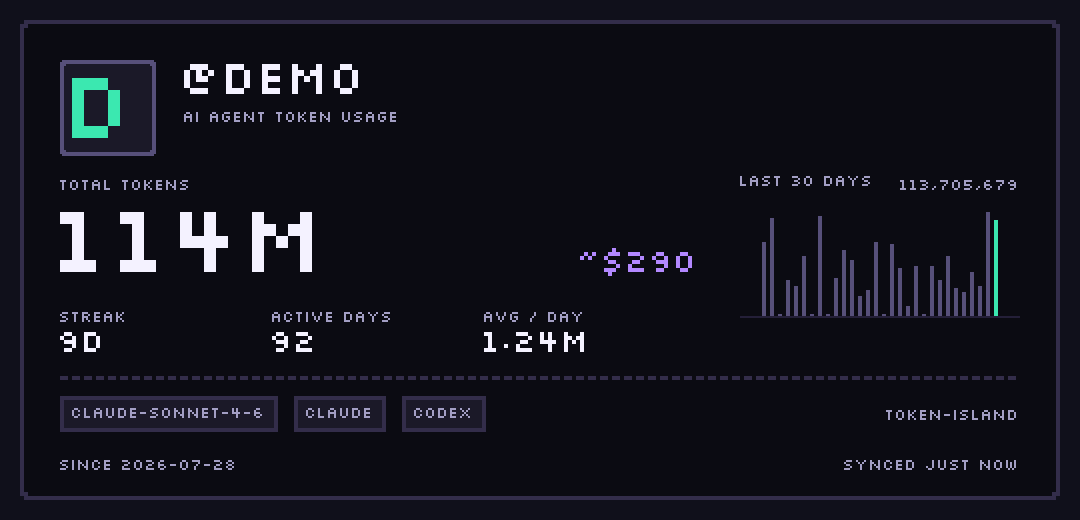 D
@DEMO
AI AGENT TOKEN USAGE
TOTAL TOKENS
114M
~$290
LAST 30 DAYS 113,705,679
STREAK ACTIVE DAYS AVG / DAY
9D 92 1.24M
CLAUDE-SONNET-4-6 CLAUDE CODEX TOKEN-ISLAND
SINCE 2026-07-28 SYNCED JUST NOW